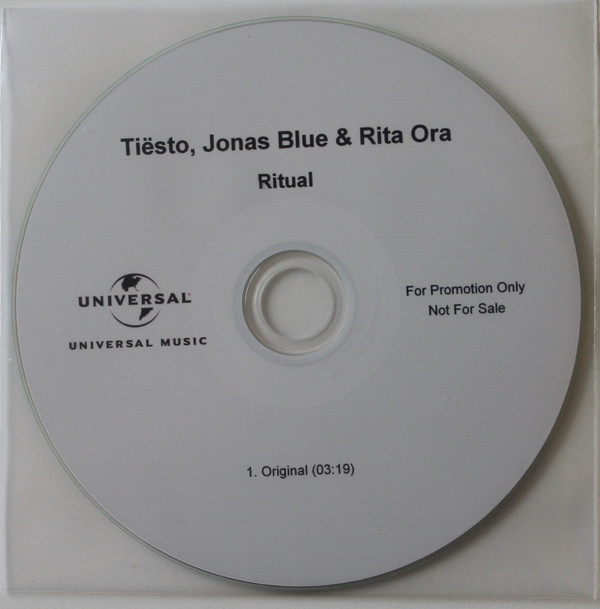 Tiësto, Jonas Blue & Rita Ora
Ritual
UNIVERSAL
UNIVERSAL MUSIC
For Promotion Only
Not For Sale
1. Original (03:19)